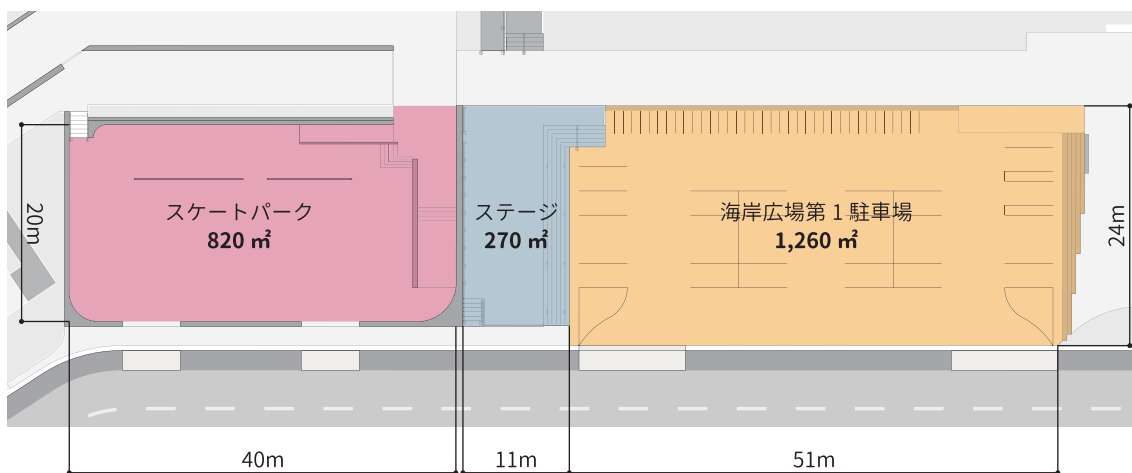 スケートパーク
820 ㎡
ステージ
270 ㎡
海岸広場第 1 駐車場
1,260 ㎡
20m
24m
40m
11m
51m